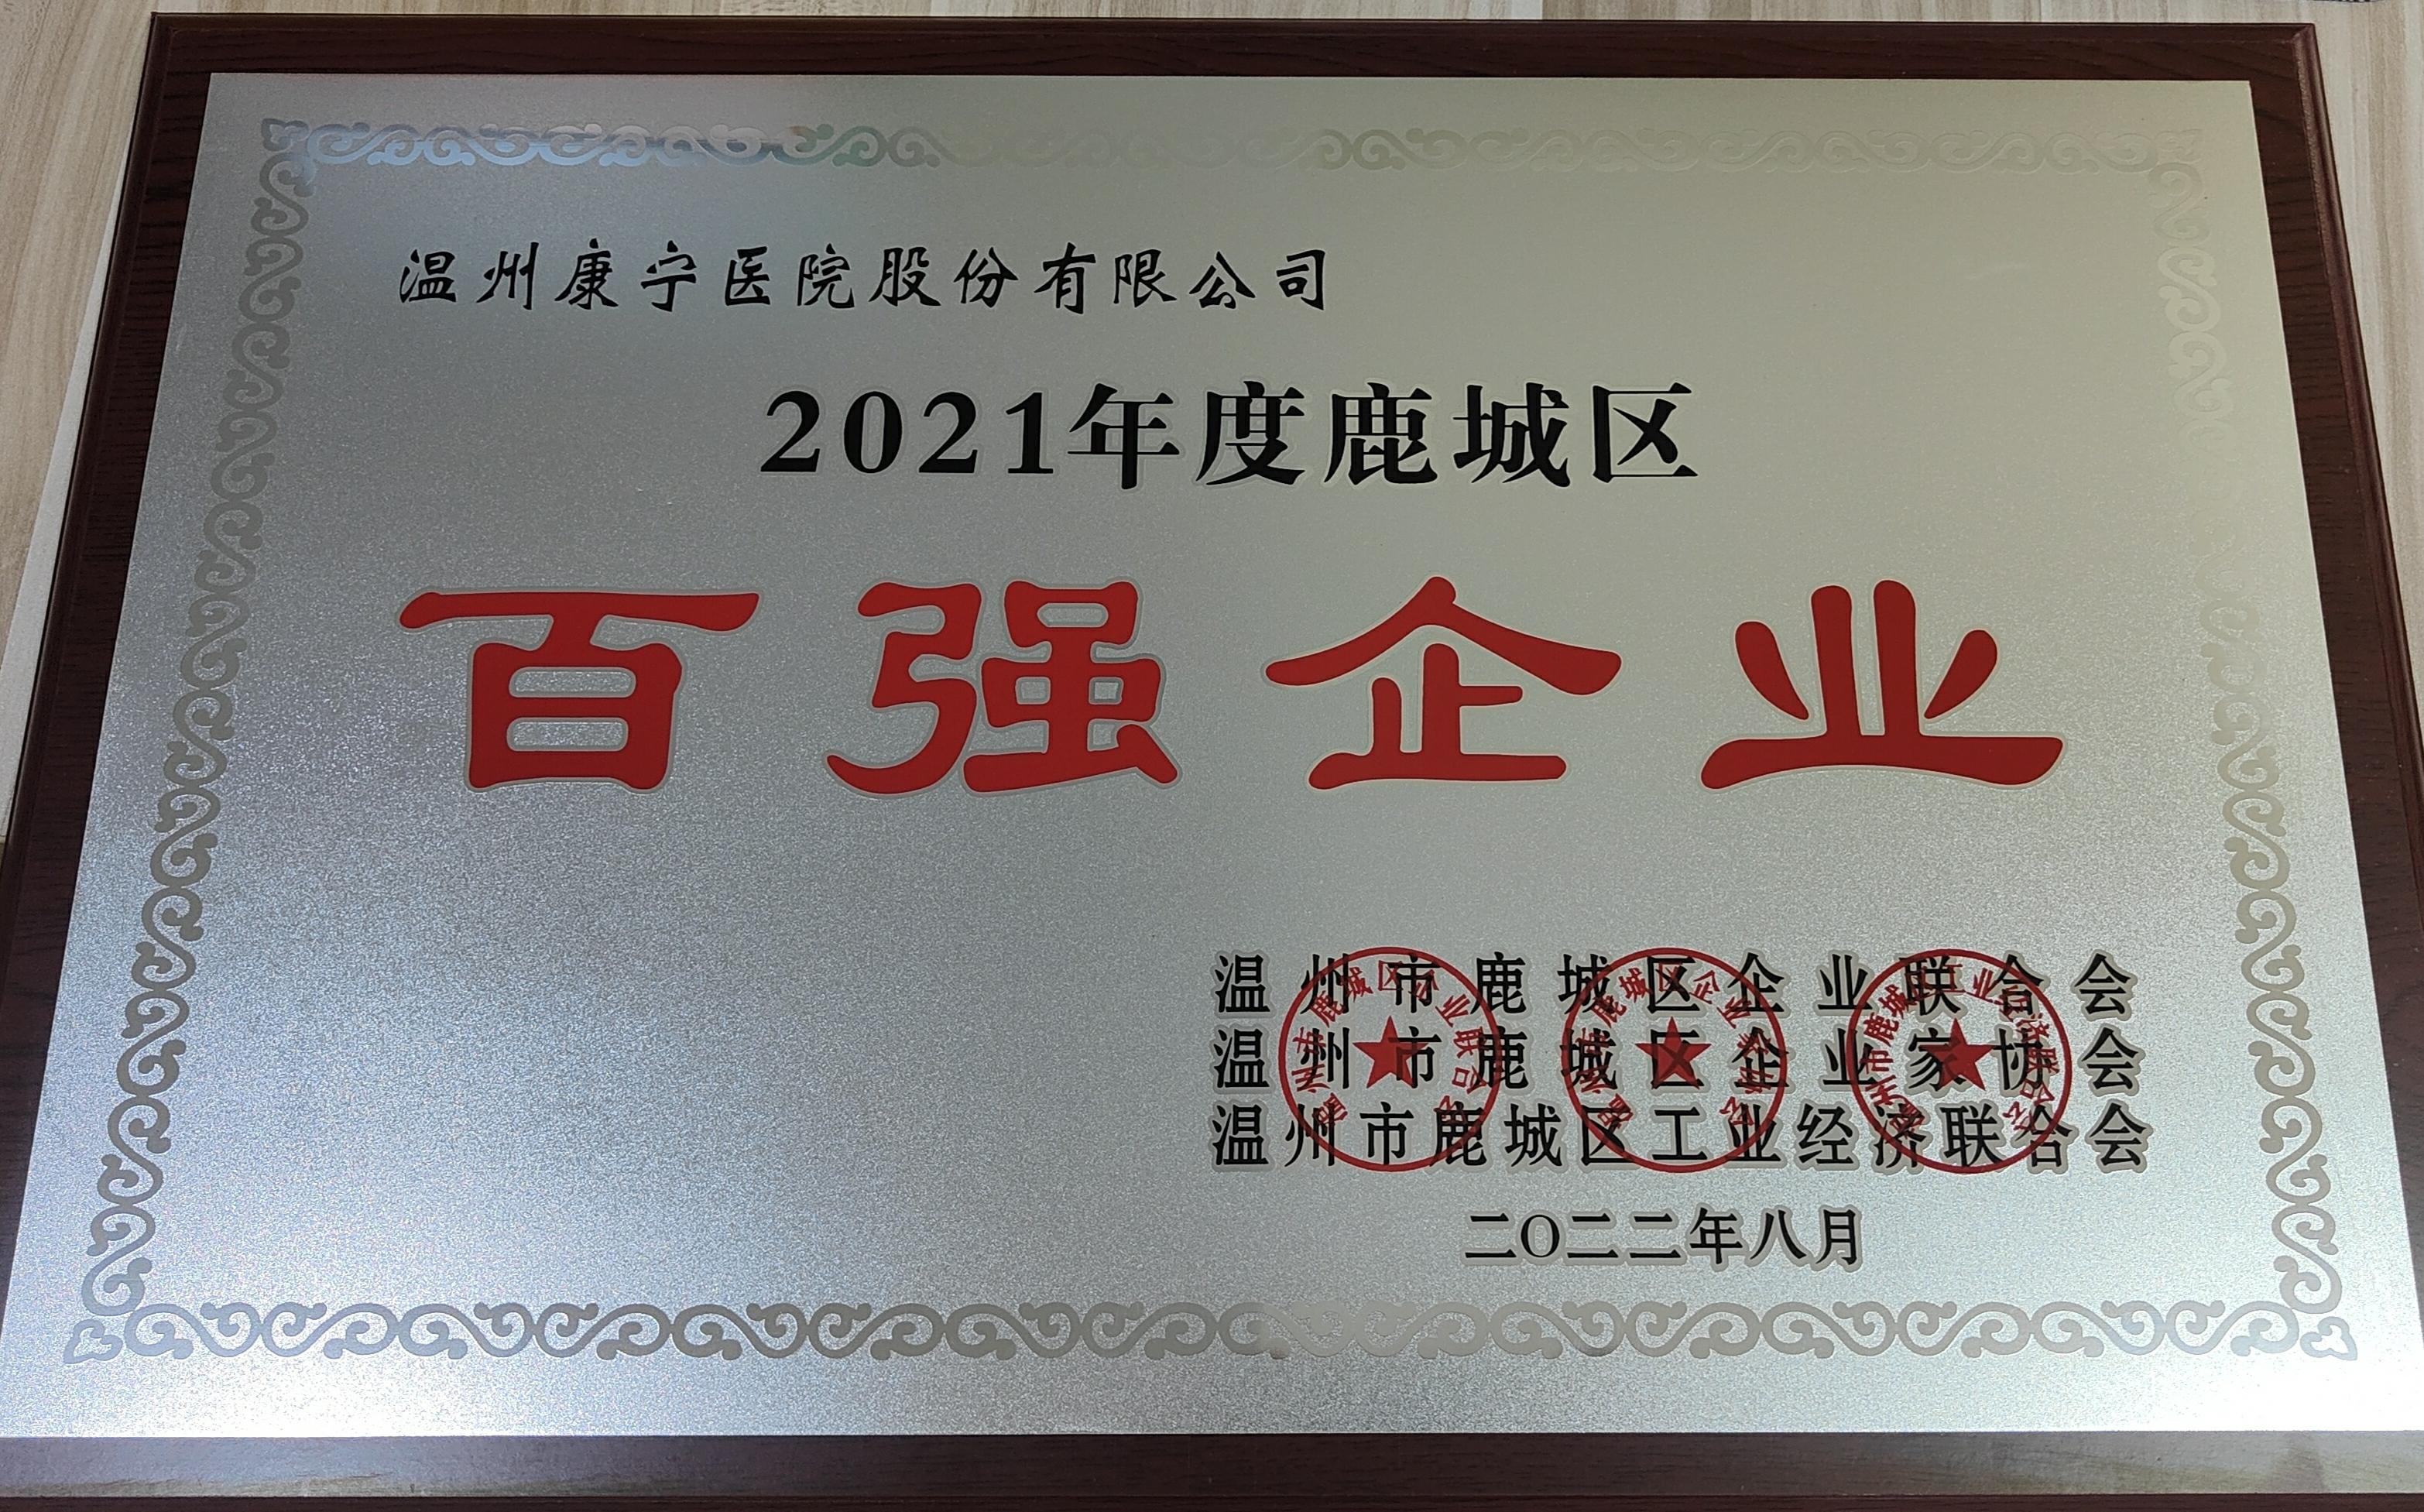 温州康宁医院股份有限公司
2021年度鹿城区
百强企业
温州市鹿城区企业联合会
温州市鹿城区企业家协会
温州市鹿城区工业经济联合会
二〇二二年八月